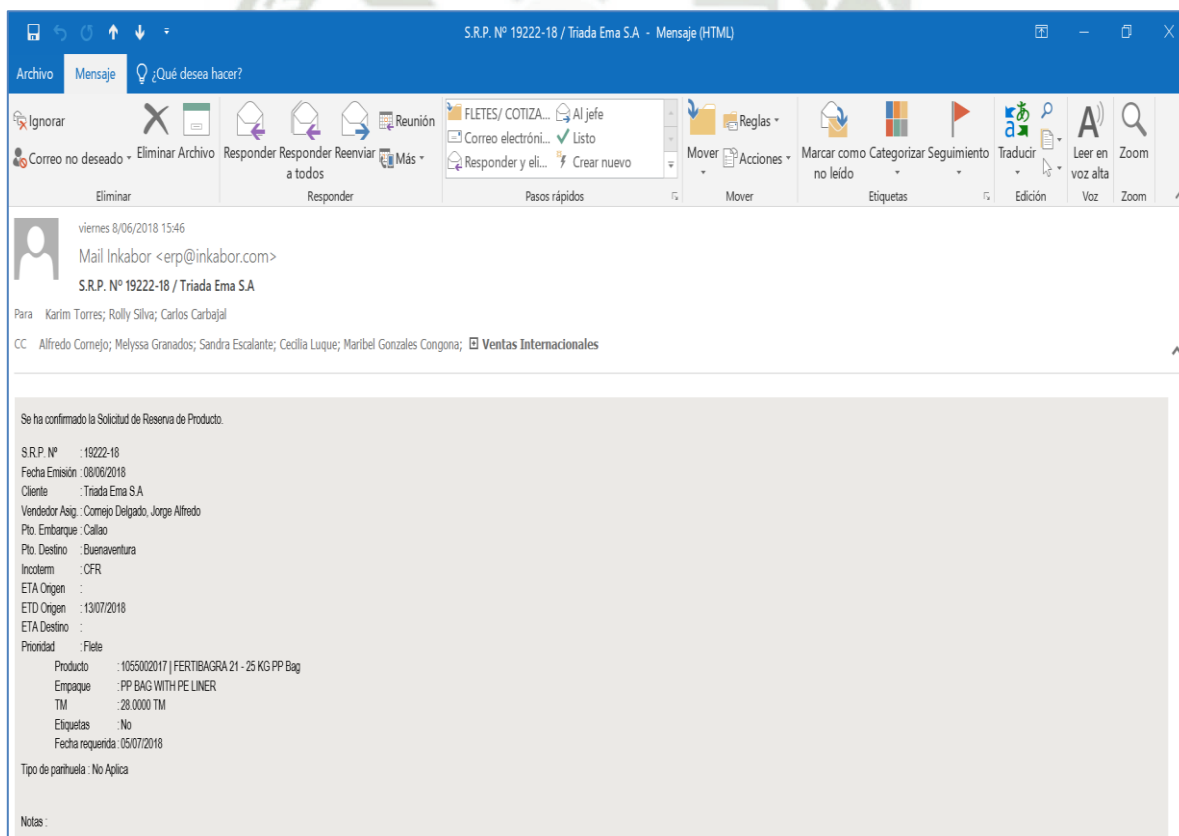 S.R.P. Nº 19222-18 / Triada Ema S.A - Mensaje (HTML)
Archivo Mensaje ¿Qué desea hacer?
Ignorar
Correo no deseado
Eliminar Archivo
Eliminar
Responder Responder a todos Reenviar
Reunión
Más
Responder
FLETES/ COTIZA... Al jefe
Correo electróni... Listo
Responder y eli... Crear nuevo
Pasos rápidos
Mover
Reglas
Acciones
Mover
Marcar como no leído Categorizar Seguimiento
Etiquetas
Traducir
Edición
Leer en voz alta
Voz
Zoom
Zoom
viernes 8/06/2018 15:46
Mail Inkabor <erp@inkabor.com>
S.R.P. Nº 19222-18 / Triada Ema S.A
Para Karim Torres; Rolly Silva; Carlos Carbajal
CC Alfredo Cornejo; Melyssa Granados; Sandra Escalante; Cecilia Luque; Maribel Gonzales Congona; Ventas Internacionales
Se ha confirmado la Solicitud de Reserva de Producto.
S.R.P. Nº : 19222-18
Fecha Emisión : 08/06/2018
Cliente : Triada Ema S.A
Vendedor Asig. : Cornejo Delgado, Jorge Alfredo
Pto. Embarque : Callao
Pto. Destino : Buenaventura
Incoterm : CFR
ETA Origen :
ETD Origen : 13/07/2018
ETA Destino :
Prioridad : Flete
Producto : 1055002017 | FERTIBAGRA 21 - 25 KG PP Bag
Empaque : PP BAG WITH PE LINER
TM : 28.0000 TM
Etiquetas : No
Fecha requerida : 05/07/2018
Tipo de parihuela : No Aplica
Notas :